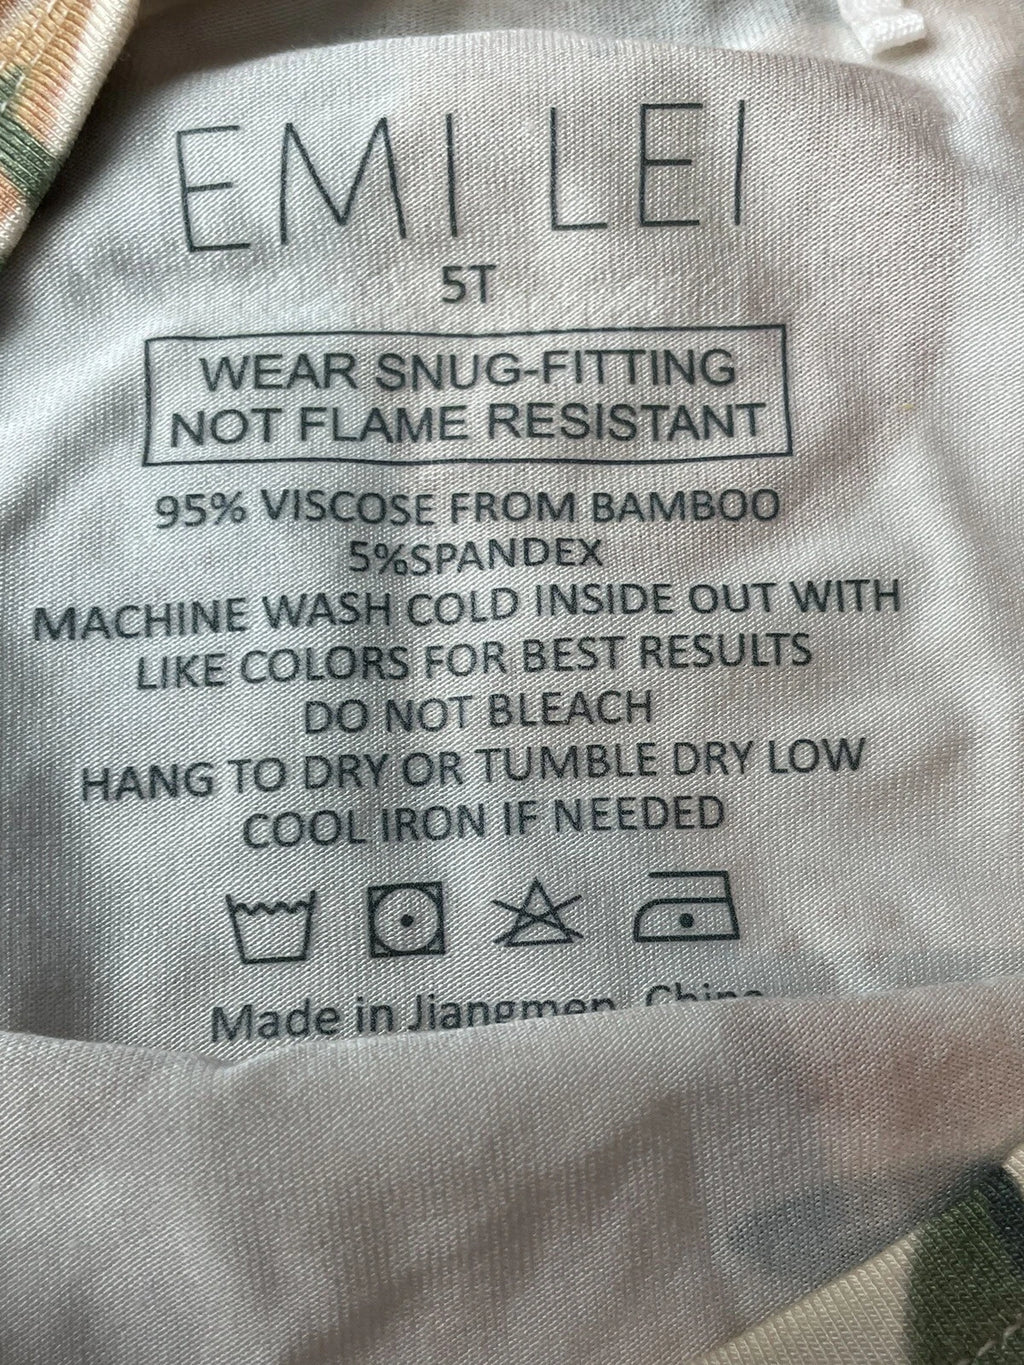 EMI LEI
5T
WEAR SNUG-FITTING
NOT FLAME RESISTANT
95% VISCOSE FROM BAMBOO
5%SPANDEX
MACHINE WASH COLD INSIDE OUT WITH
LIKE COLORS FOR BEST RESULTS
DO NOT BLEACH
HANG TO DRY OR TUMBLE DRY LOW
COOL IRON IF NEEDED
Made in Jiangmen, China